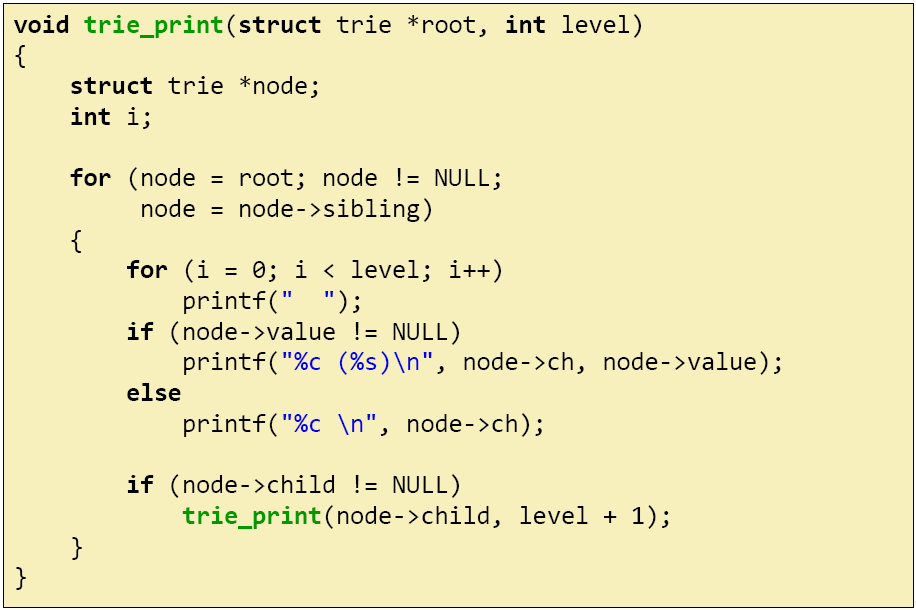 void trie_print(struct trie *root, int level)
{
    struct trie *node;
    int i;

    for (node = root; node != NULL;
         node = node->sibling)
    {
        for (i = 0; i < level; i++)
            printf("  ");
        if (node->value != NULL)
            printf("%c (%s)\n", node->ch, node->value);
        else
            printf("%c \n", node->ch);

        if (node->child != NULL)
            trie_print(node->child, level + 1);
    }
}